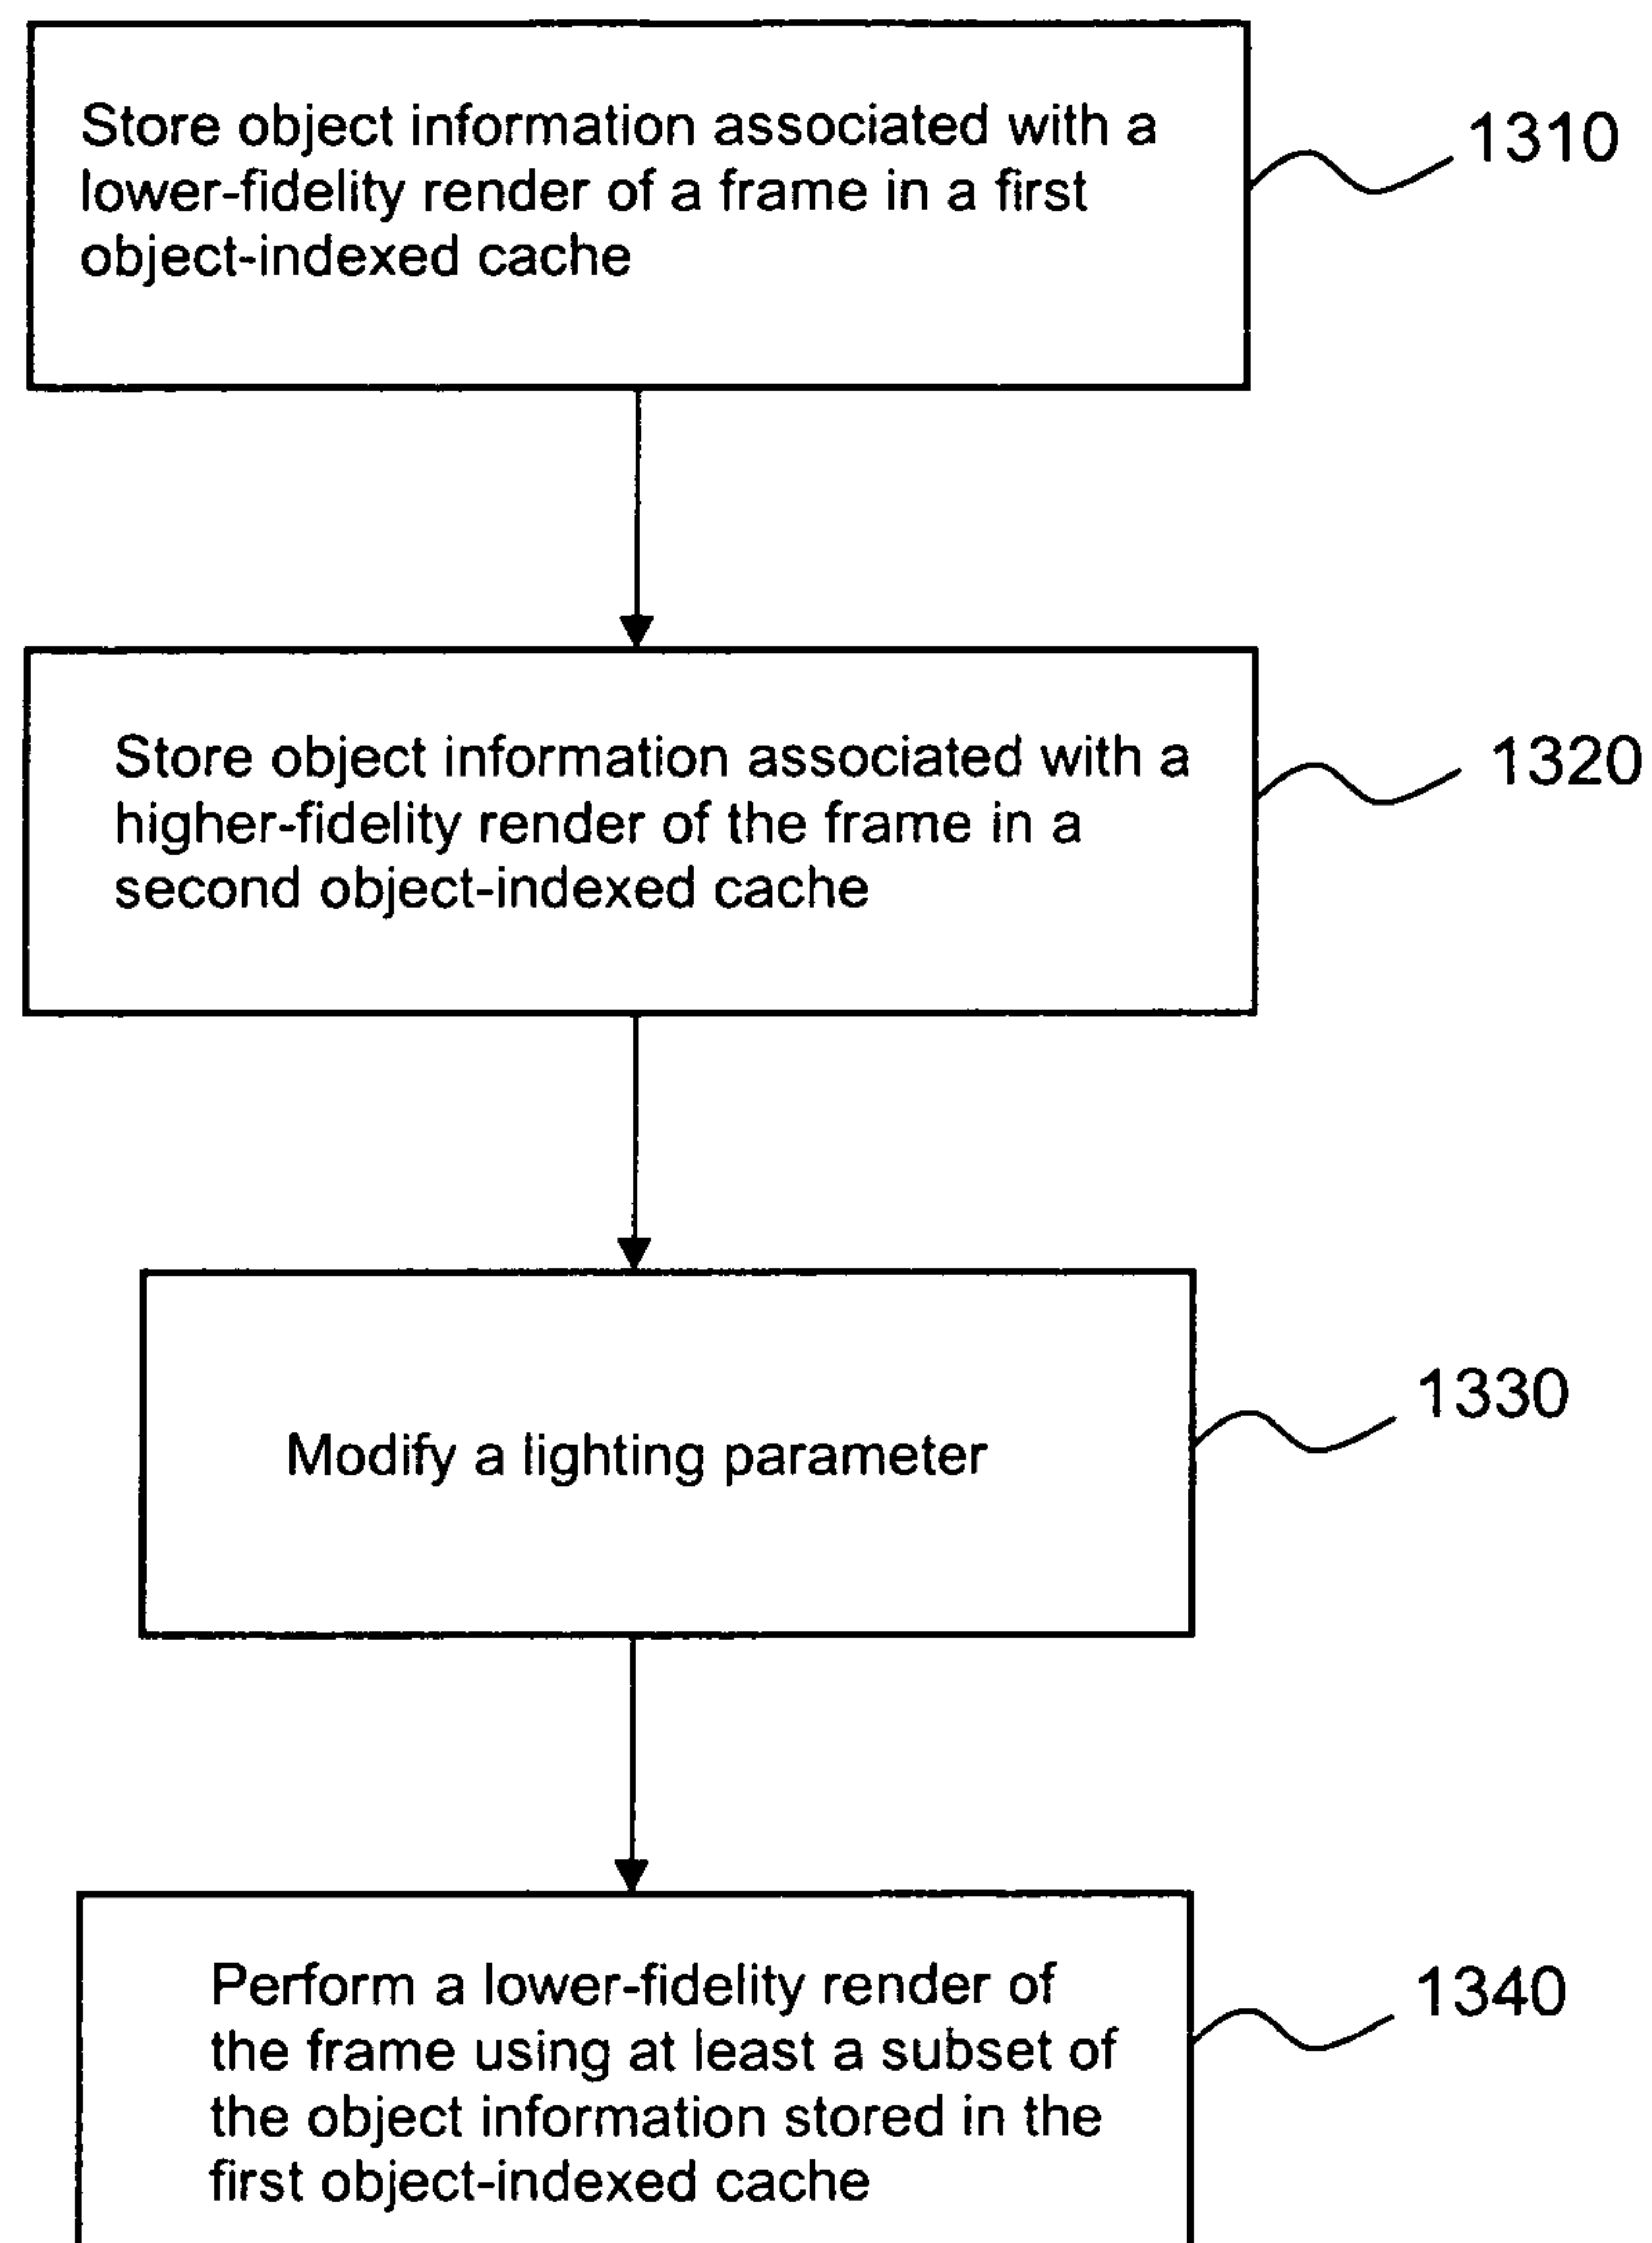 Store object information associated with a
lower-fidelity render of a frame in a first
object-indexed cache
1310
Store object information associated with a
higher-fidelity render of the frame in a
second object-indexed cache
1320
Modify a lighting parameter
1330
Perform a lower-fidelity render of
the frame using at least a subset of
the object information stored in the
first object-indexed cache
1340